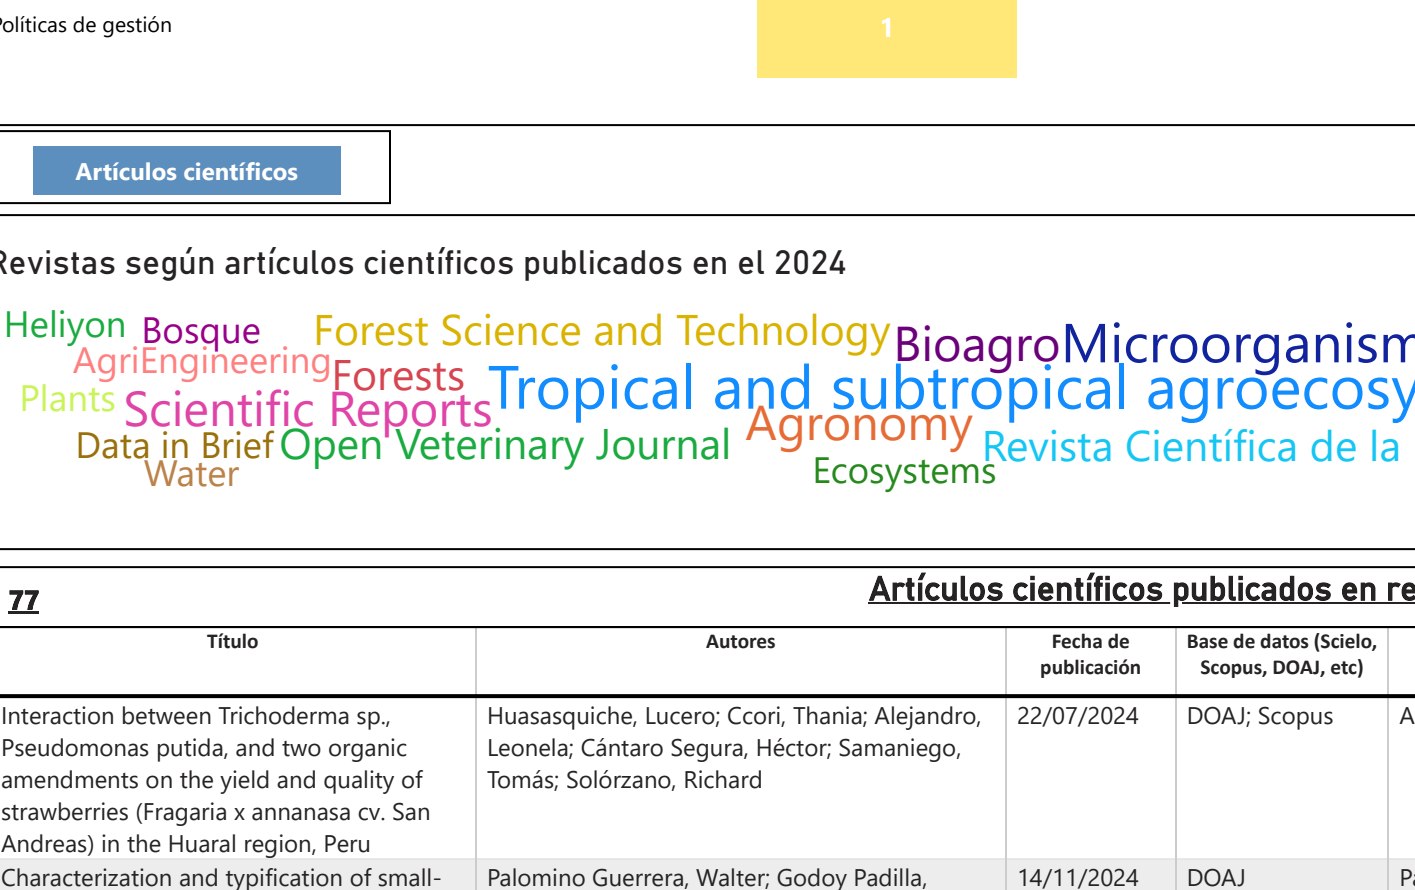 Políticas de gestión
1
Artículos científicos
Revistas según artículos científicos publicados en el 2024
Heliyon
Bosque
Forest Science and Technology
Bioagro
Microorganism
AgriEngineering
Forests
Tropical and subtropical agroecosy
Plants
Scientific Reports
Agronomy
Data in Brief
Open Veterinary Journal
Revista Científica de la
Water
Ecosystems
77
Artículos científicos publicados en re
Título
Autores
Fecha de
publicación
Base de datos (Scielo,
Scopus, DOAJ, etc)
Interaction between Trichoderma sp.,
Pseudomonas putida, and two organic
amendments on the yield and quality of
strawberries (Fragaria x annanasa cv. San
Andreas) in the Huaral region, Peru
Huasasquiche, Lucero; Ccori, Thania; Alejandro,
Leonela; Cántaro Segura, Héctor; Samaniego,
Tomás; Solórzano, Richard
22/07/2024
DOAJ; Scopus
A
Characterization and typification of small-
Palomino Guerrera, Walter; Godoy Padilla,
14/11/2024
DOAJ
Pa